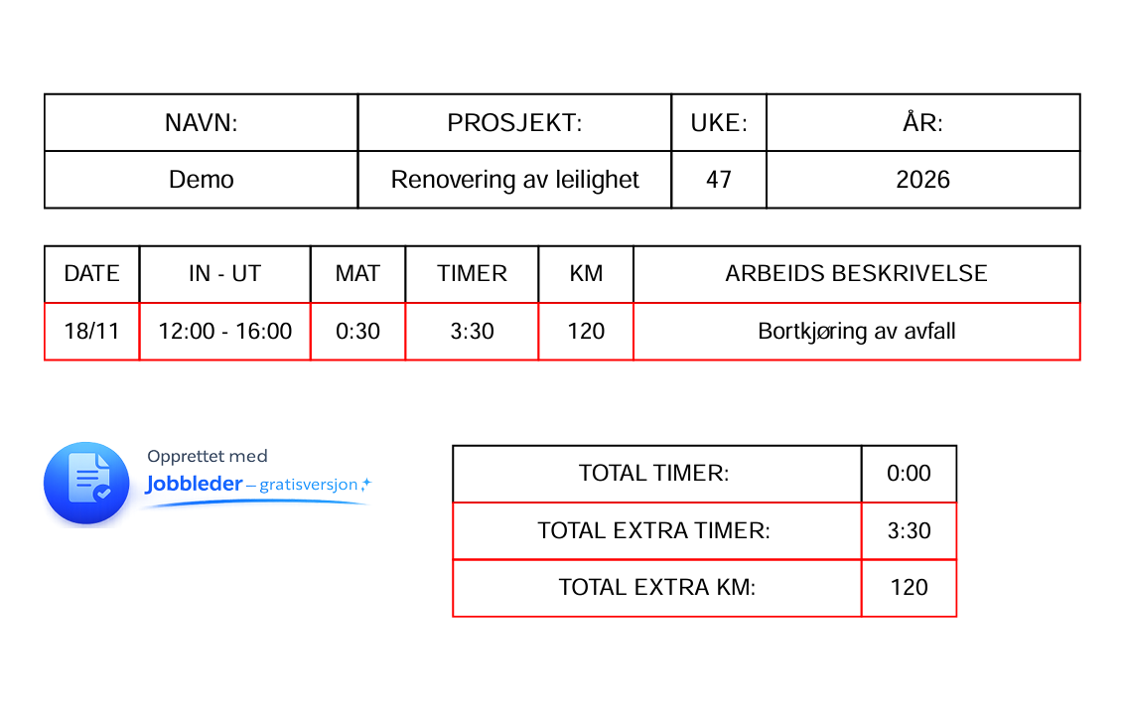 NAVN: PROSJEKT: UKE: ÅR:
Demo Renovering av leilighet 47 2026
DATE IN - UT MAT TIMER KM ARBEIDS BESKRIVELSE
18/11 12:00 - 16:00 0:30 3:30 120 Bortkjøring av avfall
Opprettet med
Jobbleder – gratisversjon
TOTAL TIMER: 0:00
TOTAL EXTRA TIMER: 3:30
TOTAL EXTRA KM: 120